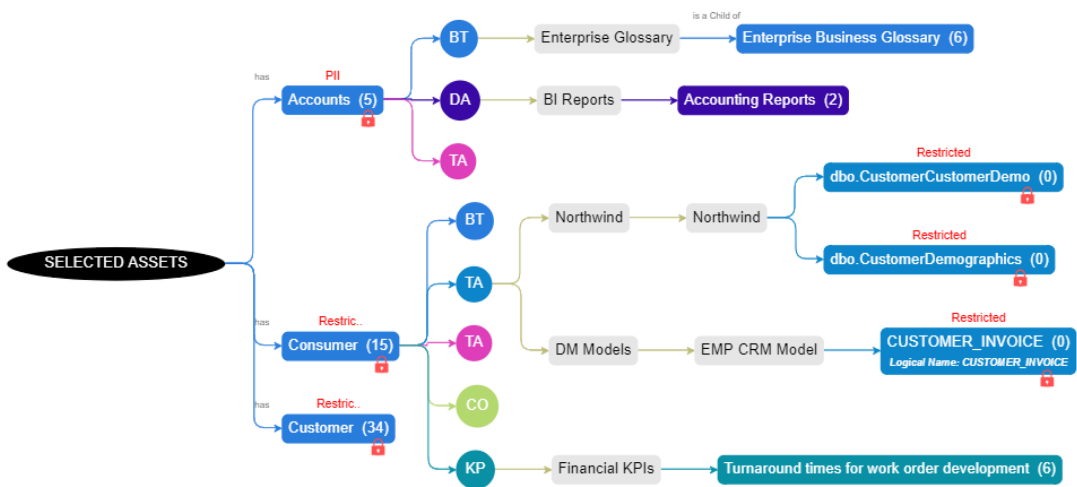 is a Child of
BT
Enterprise Glossary
Enterprise Business Glossary (6)
has
PII
Accounts (5)
DA
BI Reports
Accounting Reports (2)
TA
Restricted
dbo.CustomerCustomerDemo (0)
BT
Northwind
Northwind
Restricted
dbo.CustomerDemographics (0)
SELECTED ASSETS
TA
has
Restric..
Consumer (15)
TA
DM Models
EMP CRM Model
Restricted
CUSTOMER_INVOICE (0)
Logical Name: CUSTOMER_INVOICE
has
Restric..
Customer (34)
CO
KP
Financial KPIs
Turnaround times for work order development (6)